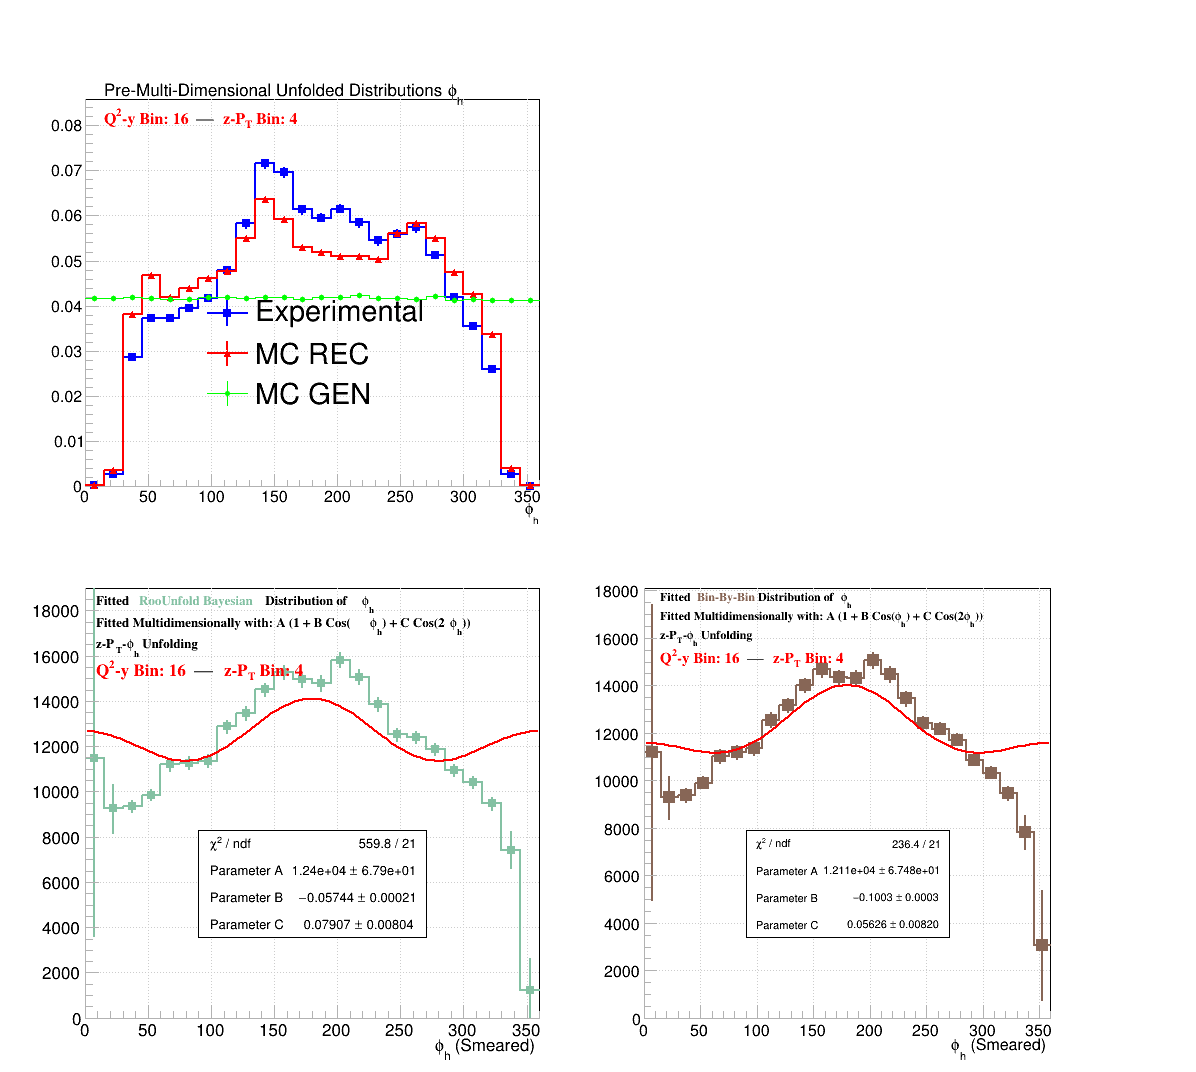 Pre-Multi-Dimensional Unfolded Distributions ϕh
Q2-y Bin: 16 — z-PT Bin: 4
0.08
0.07
0.06
0.05
0.04
0.03
0.02
0.01
0
Experimental
MC REC
MC GEN
0 50 100 150 200 250 300 350
ϕh
Fitted RooUnfold Bayesian Distribution of ϕh
Fitted Multidimensionally with: A (1 + B Cos(ϕh) + C Cos(2 ϕh))
z-PT-ϕh Unfolding
Q2-y Bin: 16 — z-PT Bin: 4
18000
16000
14000
12000
10000
8000
6000
4000
2000
0
χ2 / ndf 559.8 / 21
Parameter A 1.24e+04 ± 6.79e+01
Parameter B −0.05744 ± 0.00021
Parameter C 0.07907 ± 0.00804
0 50 100 150 200 250 300 350
ϕh (Smeared)
Fitted Bin-By-Bin Distribution of ϕh
Fitted Multidimensionally with: A (1 + B Cos(ϕh) + C Cos(2ϕh))
z-PT-ϕh Unfolding
Q2-y Bin: 16 — z-PT Bin: 4
18000
16000
14000
12000
10000
8000
6000
4000
2000
0
χ2 / ndf 236.4 / 21
Parameter A 1.211e+04 ± 6.748e+01
Parameter B −0.1003 ± 0.0003
Parameter C 0.05626 ± 0.00820
0 50 100 150 200 250 300 350
ϕh (Smeared)